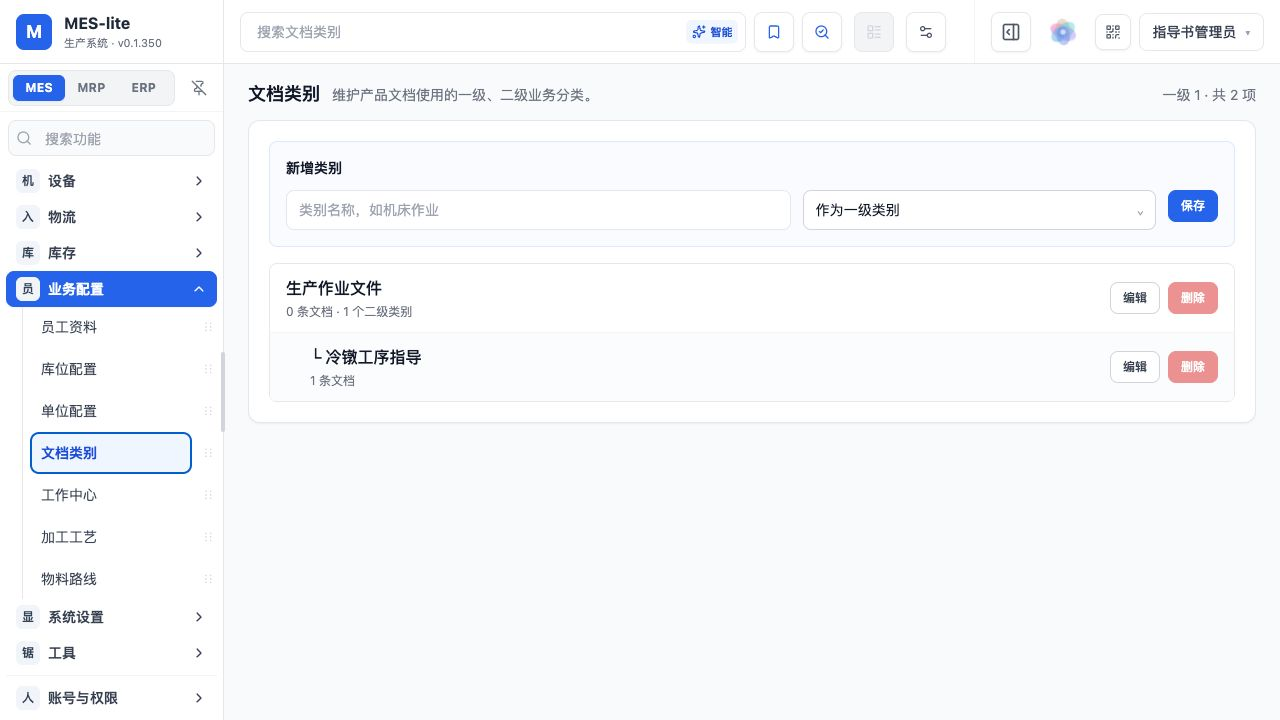 M
MES-lite
生产系统 · v0.1.350
搜索文档类别
智能
指导书管理员
MES
MRP
ERP
搜索功能
机 设备
入 物流
库 库存
员 业务配置
员工资料
库位配置
单位配置
文档类别
工作中心
加工工艺
物料路线
显 系统设置
锯 工具
人 账号与权限
文档类别 维护产品文档使用的一级、二级业务分类。
一级 1 · 共 2 项
新增类别
类别名称，如机床作业
作为一级类别
保存
生产作业文件
0 条文档 · 1 个二级类别
编辑
删除
└ 冷镦工序指导
1 条文档
编辑
删除